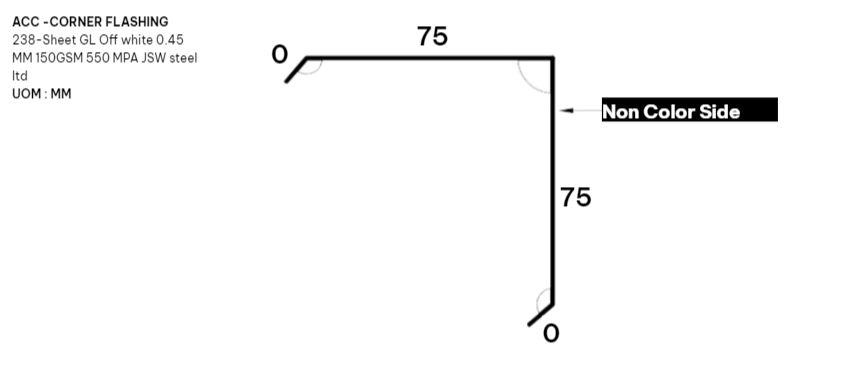 ACC -CORNER FLASHING
238-Sheet GL Off white 0.45
MM 150GSM 550 MPA JSW steel
ltd
UOM : MM
75
0
Non Color Side
75
0